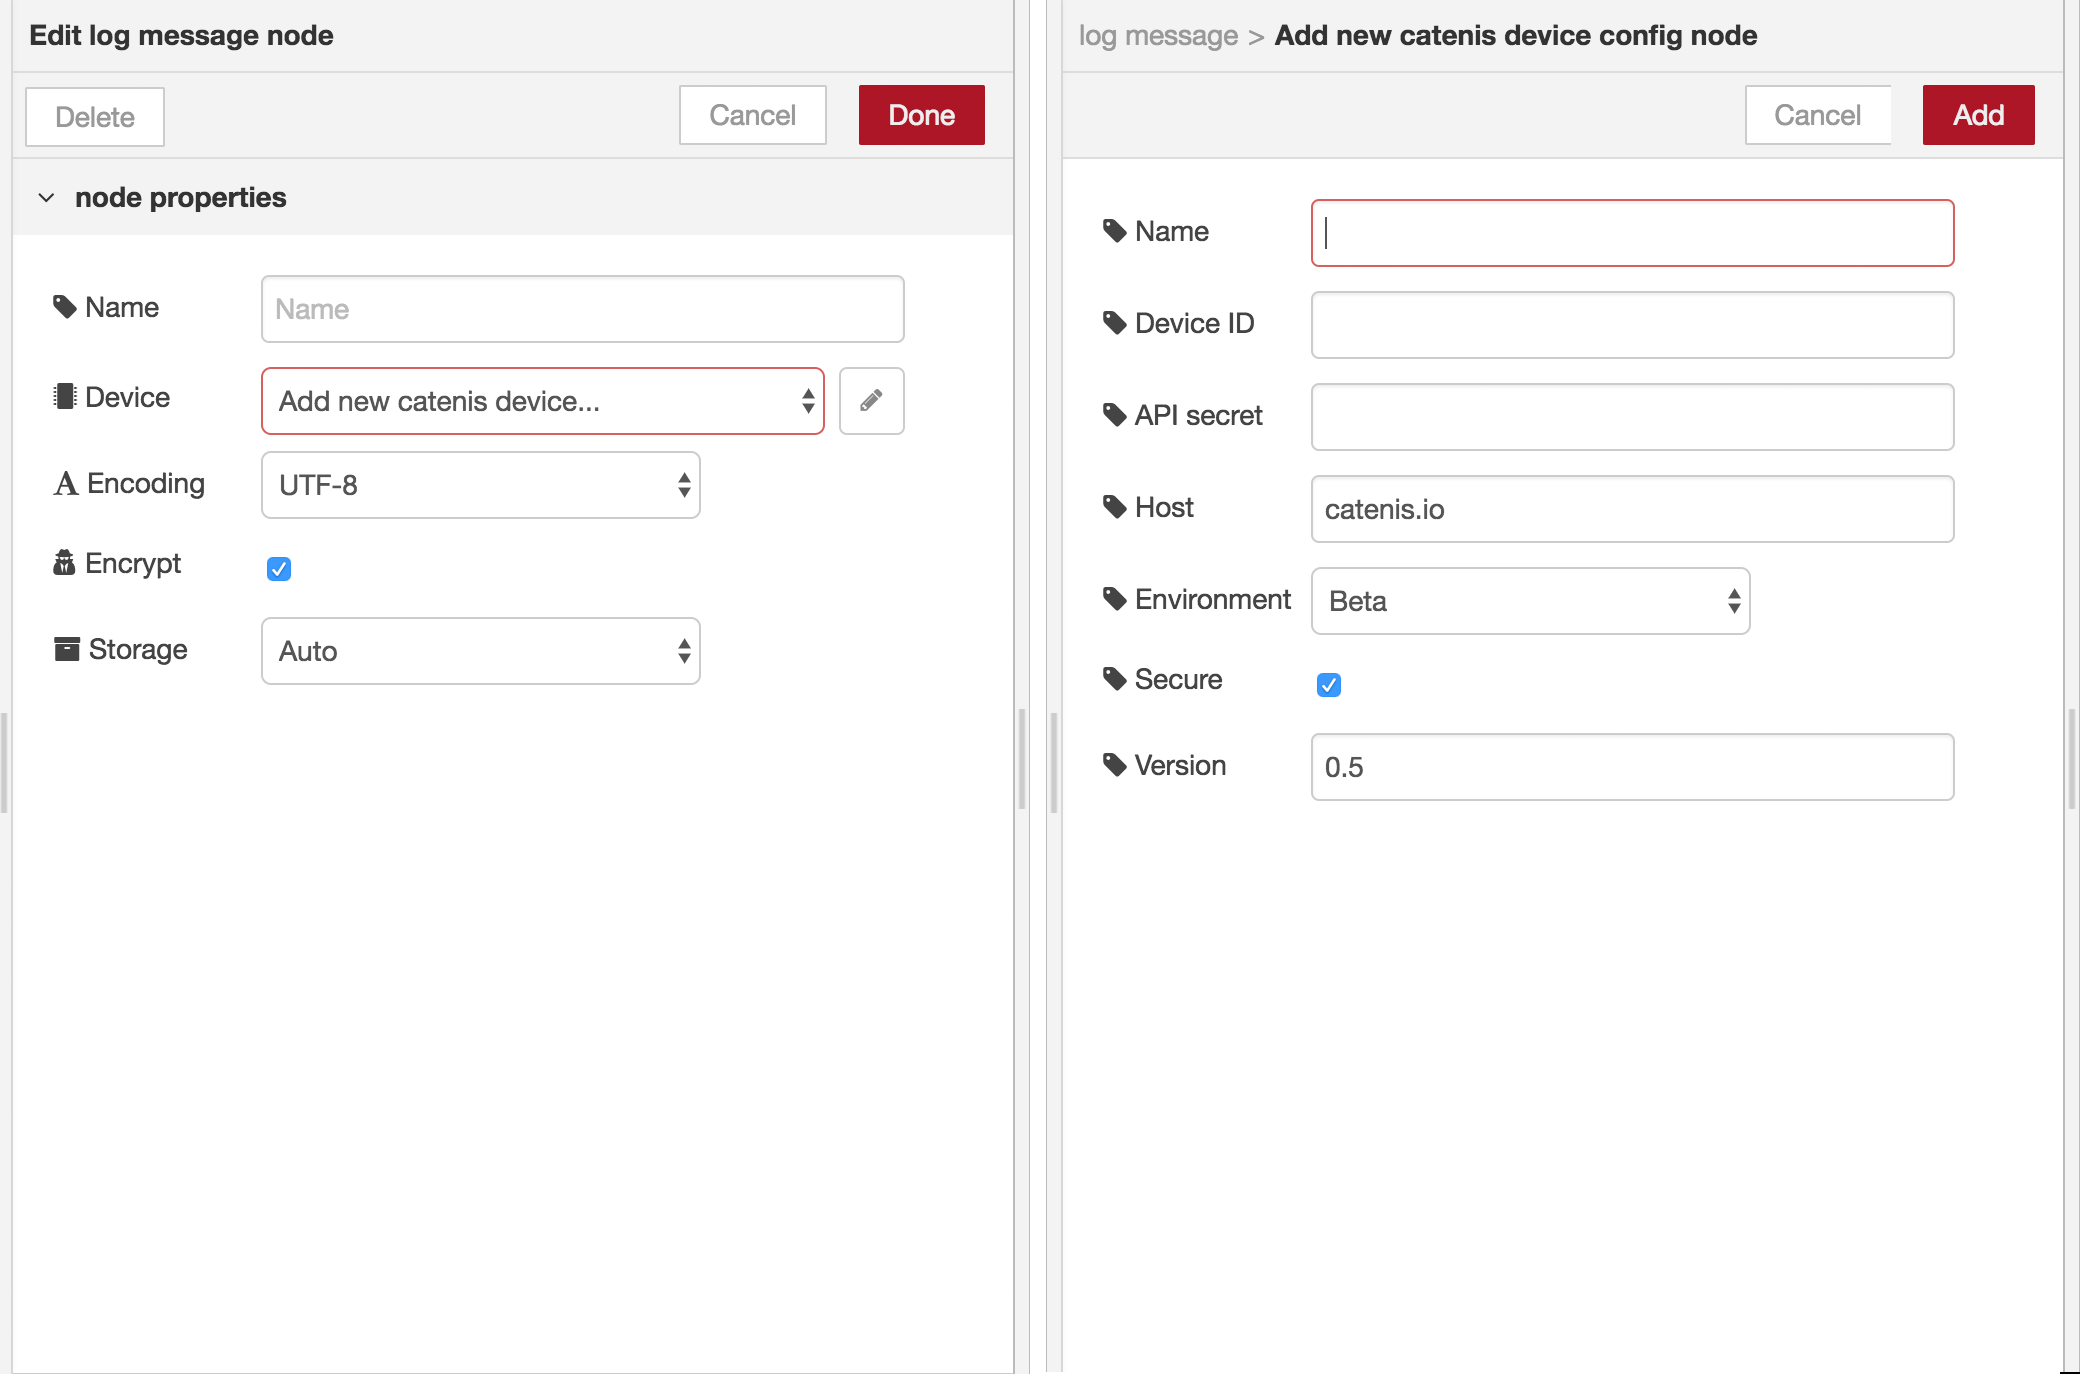 Edit log message node
Delete
Cancel
Done
node properties
Name
Name
Device
Add new catenis device...
Encoding
UTF-8
Encrypt
Storage
Auto
log message > Add new catenis device config node
Cancel
Add
Name
Device ID
API secret
Host
catenis.io
Environment
Beta
Secure
Version
0.5